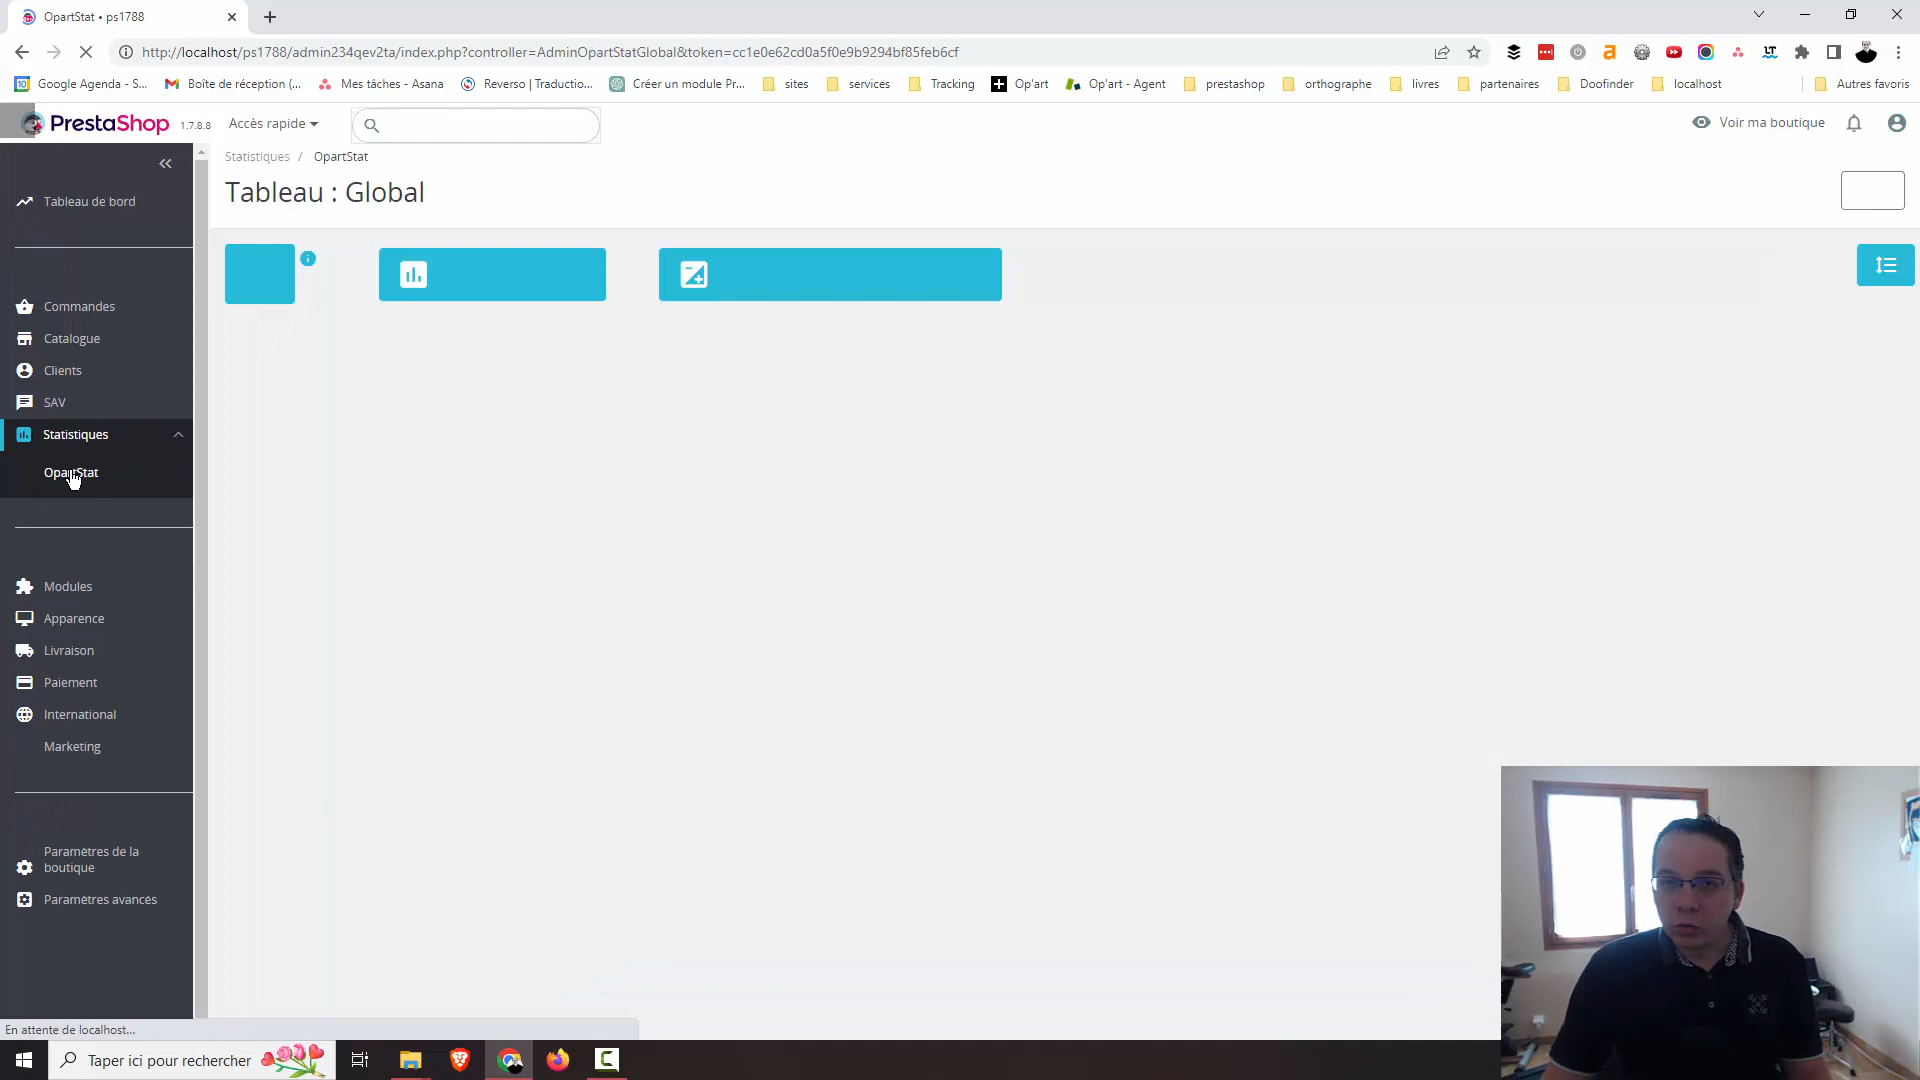 OpartStat • ps1788
http://localhost/ps1788/admin234qev2ta/index.php?controller=AdminOpartStatGlobal&token=cc1e0e62cd0a5f0e9b9294bf85feb6cf
Google Agenda - S...
Boîte de réception (...
Mes tâches - Asana
Reverso | Traductio...
Créer un module Pr...
sites
services
Tracking
Op'art
Op'art - Agent
prestashop
orthographe
livres
partenaires
Doofinder
localhost
Autres favoris
PrestaShop 1.7.8.8
Accès rapide
Voir ma boutique
Statistiques / OpartStat
Tableau : Global
Tableau de bord
Commandes
Catalogue
Clients
SAV
Statistiques
OpartStat
Modules
Apparence
Livraison
Paiement
International
Marketing
Paramètres de la
boutique
Paramètres avancés
En attente de localhost...
Taper ici pour rechercher